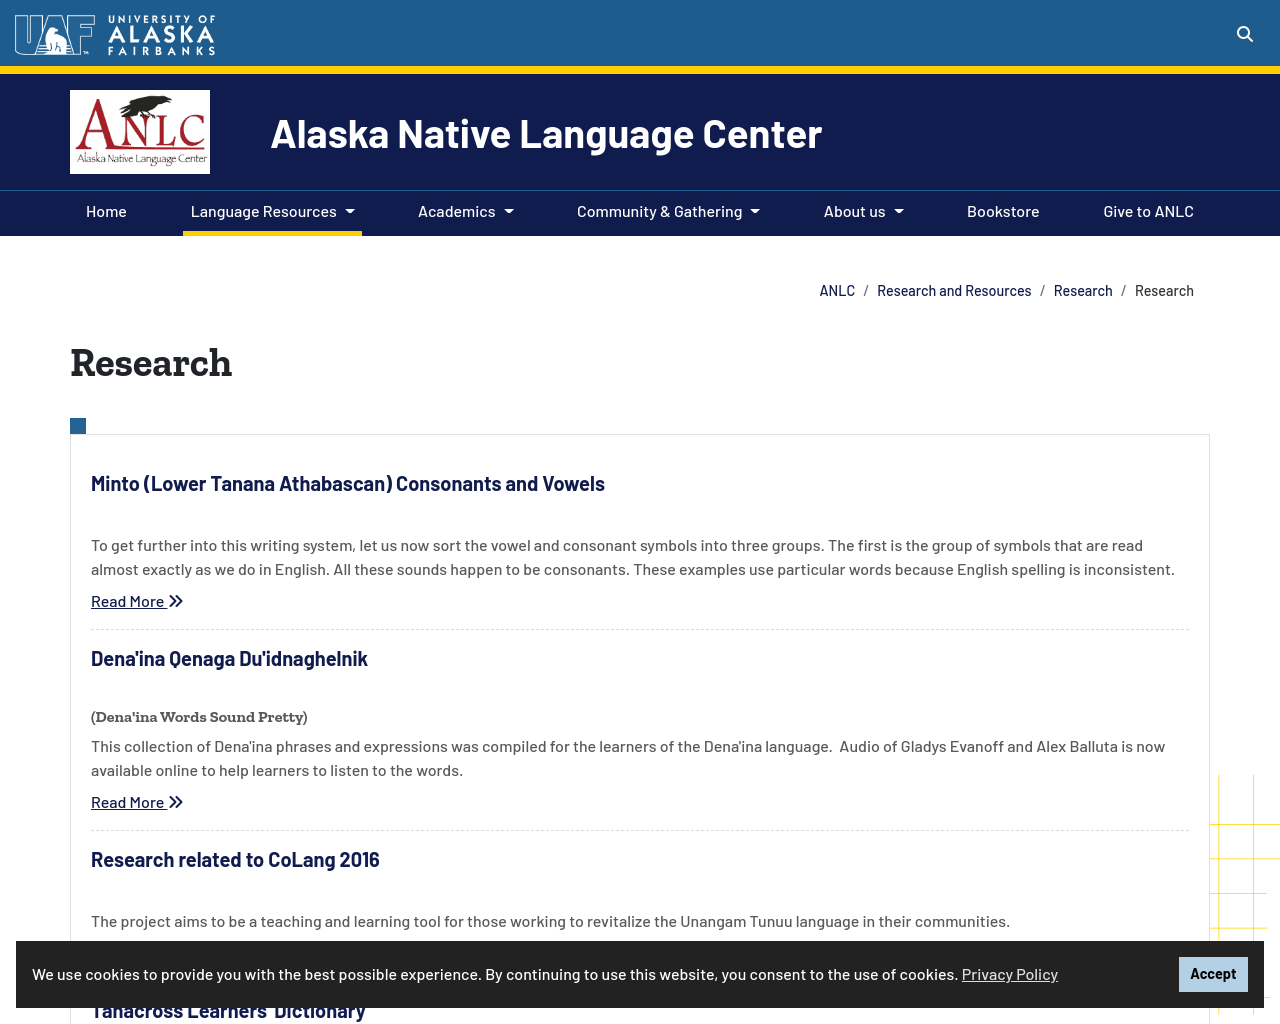 UAF
UNIVERSITY OF
ALASKA
FAIRBANKS
ANLC
Alaska Native Language Center
Alaska Native Language Center
Home
Language Resources
Academics
Community & Gathering
About us
Bookstore
Give to ANLC
ANLC / Research and Resources / Research / Research
Research
Minto (Lower Tanana Athabascan) Consonants and Vowels
To get further into this writing system, let us now sort the vowel and consonant symbols into three groups. The first is the group of symbols that are read
almost exactly as we do in English. All these sounds happen to be consonants. These examples use particular words because English spelling is inconsistent.
Read More
Dena'ina Qenaga Du'idnaghelnik
(Dena'ina Words Sound Pretty)
This collection of Dena'ina phrases and expressions was compiled for the learners of the Dena'ina language.  Audio of Gladys Evanoff and Alex Balluta is now
available online to help learners to listen to the words.
Read More
Research related to CoLang 2016
The project aims to be a teaching and learning tool for those working to revitalize the Unangam Tunuu language in their communities.
We use cookies to provide you with the best possible experience. By continuing to use this website, you consent to the use of cookies. Privacy Policy
Accept
Tanacross Learners' Dictionary